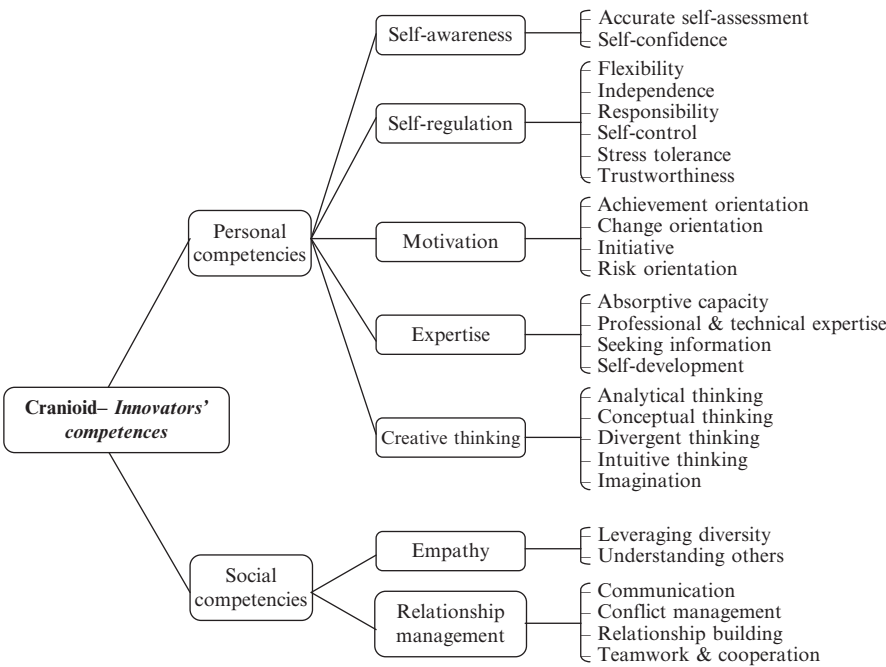 Cranioid– Innovators'
competences
Personal
competencies
Self-awareness
Accurate self-assessment
Self-confidence
Self-regulation
Flexibility
Independence
Responsibility
Self-control
Stress tolerance
Trustworthiness
Motivation
Achievement orientation
Change orientation
Initiative
Risk orientation
Expertise
Absorptive capacity
Professional & technical expertise
Seeking information
Self-development
Creative thinking
Analytical thinking
Conceptual thinking
Divergent thinking
Intuitive thinking
Imagination
Social
competencies
Empathy
Leveraging diversity
Understanding others
Relationship
management
Communication
Conflict management
Relationship building
Teamwork & cooperation